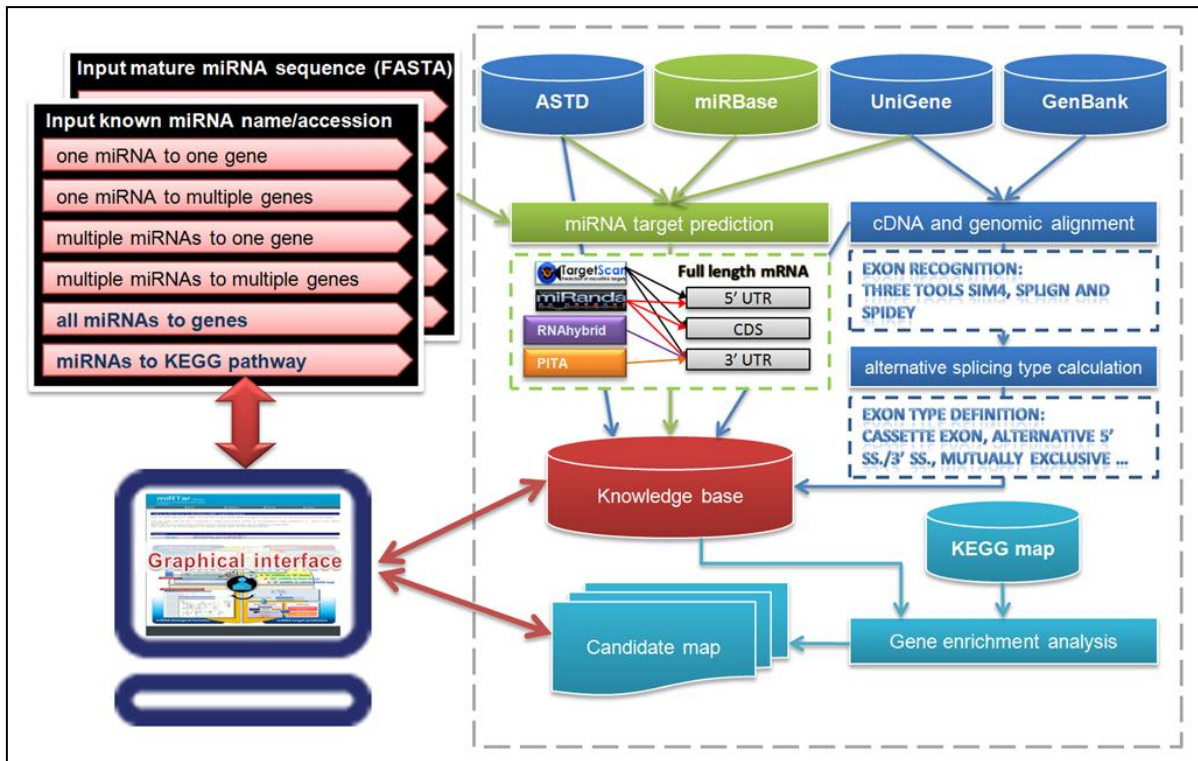 Input mature miRNA sequence (FASTA)
Input known miRNA name/accession
one miRNA to one gene
one miRNA to multiple genes
multiple miRNAs to one gene
multiple miRNAs to multiple genes
all miRNAs to genes
miRNAs to KEGG pathway
miRTar
Graphical interface
ASTD
miRBase
UniGene
GenBank
miRNA target prediction
TargetScan
miRanda
RNAhybrid
PITA
Full length mRNA
5' UTR
CDS
3' UTR
cDNA and genomic alignment
EXON RECOGNITION:
THREE TOOLS SIM4, SPLIGN AND
SPIDEY
alternative splicing type calculation
EXON TYPE DEFINITION:
CASSETTE EXON, ALTERNATIVE 5'
SS./3' SS., MUTUALLY EXCLUSIVE ...
Knowledge base
KEGG map
Candidate map
Gene enrichment analysis